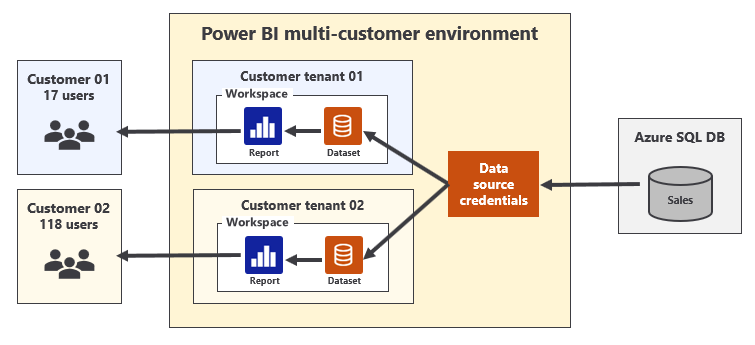 Power BI multi-customer environment
Customer 01
17 users
Customer tenant 01
Workspace
Report
Dataset
Customer 02
118 users
Customer tenant 02
Workspace
Report
Dataset
Data
source
credentials
Azure SQL DB
Sales